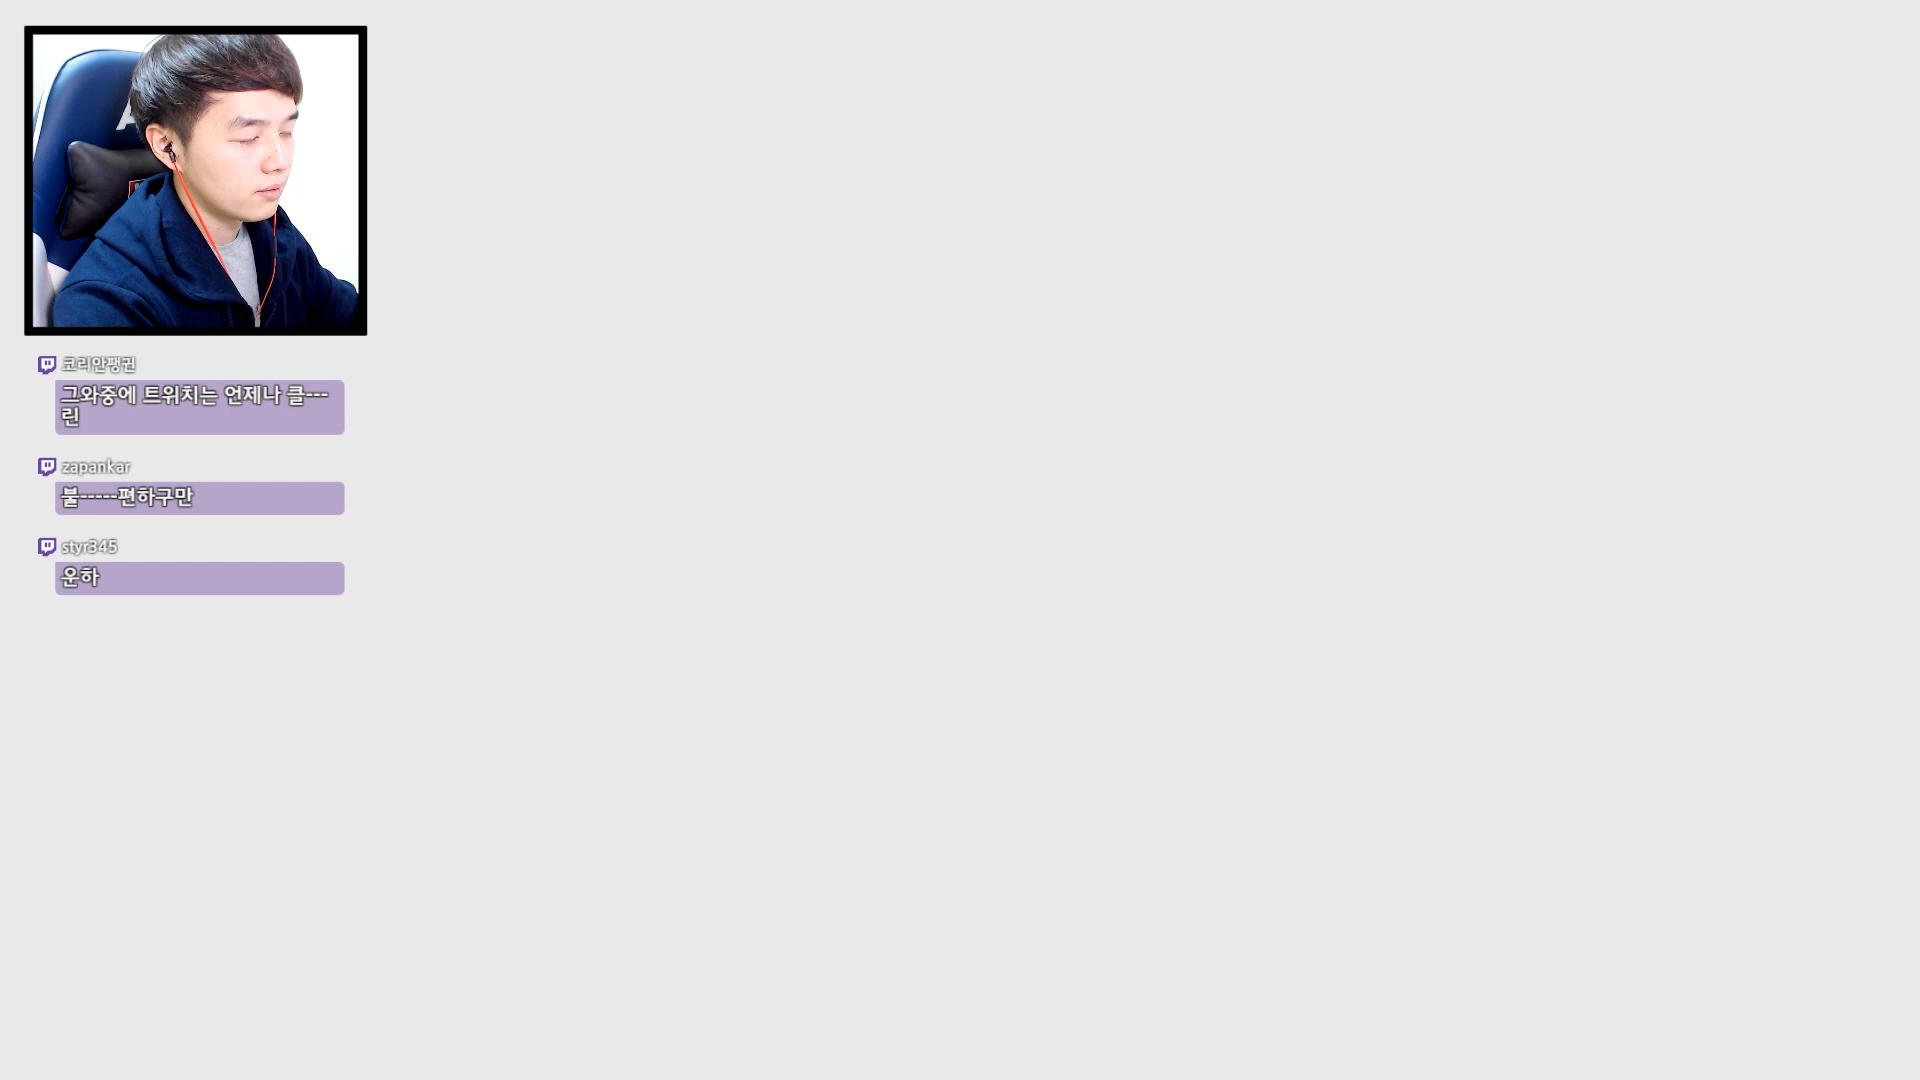 코리안팽귄
그와중에 트위치는 언제나 클---
린
zapankar
불-----편하구만
styr345
운하